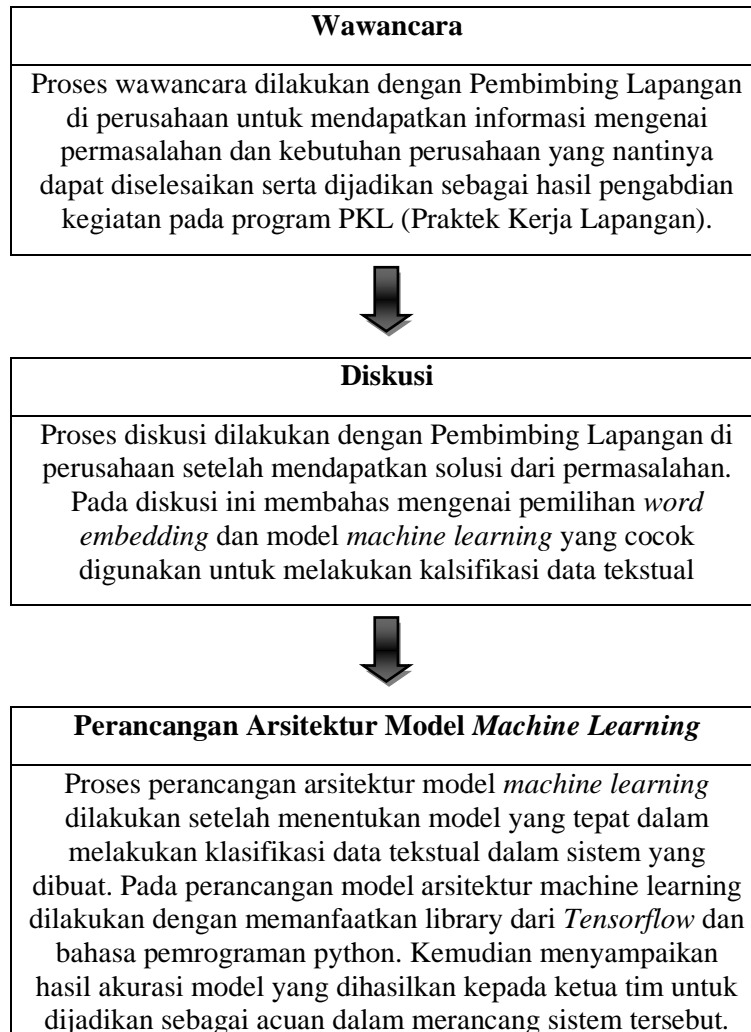 Wawancara
Proses wawancara dilakukan dengan Pembimbing Lapangan
di perusahaan untuk mendapatkan informasi mengenai
permasalahan dan kebutuhan perusahaan yang nantinya
dapat diselesaikan serta dijadikan sebagai hasil pengabdian
kegiatan pada program PKL (Praktek Kerja Lapangan).
Diskusi
Proses diskusi dilakukan dengan Pembimbing Lapangan di
perusahaan setelah mendapatkan solusi dari permasalahan.
Pada diskusi ini membahas mengenai pemilihan word
embedding dan model machine learning yang cocok
digunakan untuk melakukan kalsifikasi data tekstual
Perancangan Arsitektur Model Machine Learning
Proses perancangan arsitektur model machine learning
dilakukan setelah menentukan model yang tepat dalam
melakukan klasifikasi data tekstual dalam sistem yang
dibuat. Pada perancangan model arsitektur machine learning
dilakukan dengan memanfaatkan library dari Tensorflow dan
bahasa pemrograman python. Kemudian menyampaikan
hasil akurasi model yang dihasilkan kepada ketua tim untuk
dijadikan sebagai acuan dalam merancang sistem tersebut.